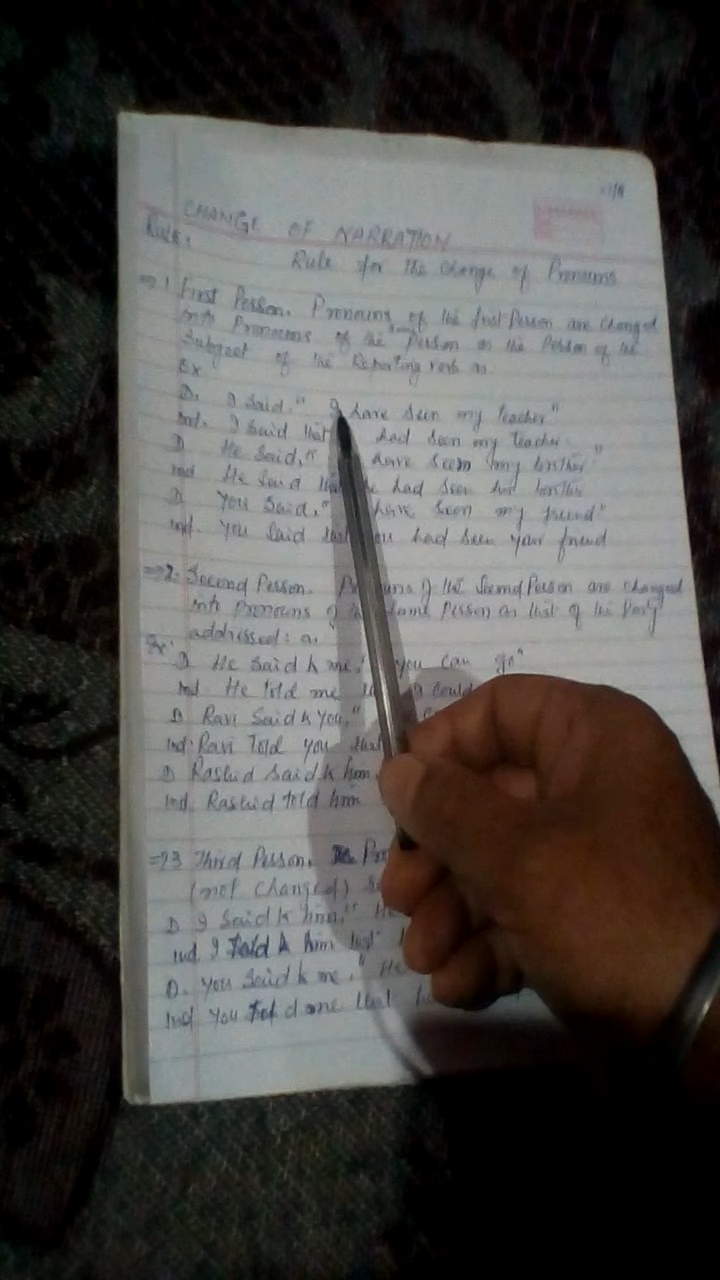 CHANGE OF NARRATION
Rule,
Rule for the change of Pronouns
⇒ 1 First Person. Pronouns of the first Person are changed
into Pronouns of the Person as the Person of the
Subject of the Reporting verb as
Ex
D. I said, " I have seen my teacher"
Ind. I said that had seen my teacher.
D He said, " have seen my brother"
Ind He said he had seen his brother
D You said, " have seen my friend"
Ind. You said that you had seen your friend
⇒ 2. Second Person. Pronouns of the Second Person are changed
into Pronouns of the same Person as that of the Party
addressed: as
Ex:
D He said to me, you can go"
Ind He told me I could
D Ravi said to You, "
Ind: Ravi Told you that
D Rashid said to him
Ind. Rashid told him
⇒ 3 Third Person.
(not changed)
D I said to him, " He
Ind. I told him that
D. You said to me, " He
Ind You told me that